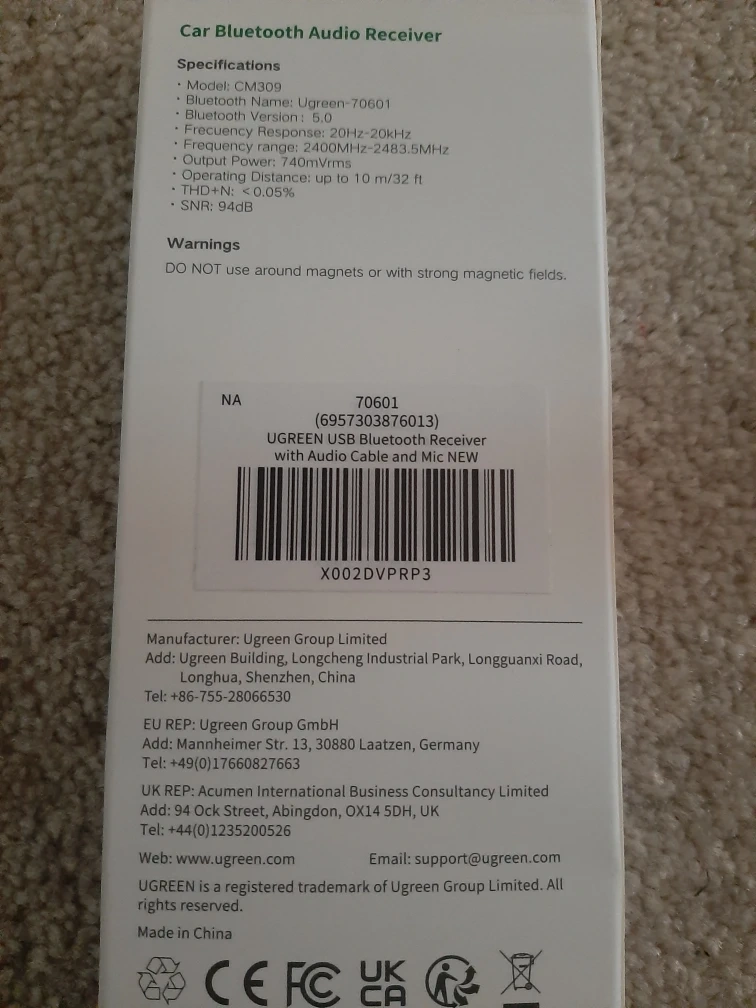 Car Bluetooth Audio Receiver
Specifications
· Model: CM309
· Bluetooth Name: Ugreen-70601
· Bluetooth Version : 5.0
· Frecuency Response: 20Hz-20kHz
· Frequency range: 2400MHz-2483.5MHz
· Output Power: 740mVrms
· Operating Distance: up to 10 m/32 ft
· THD+N: <0.05%
· SNR: 94dB
Warnings
DO NOT use around magnets or with strong magnetic fields.
NA 70601
(6957303876013)
UGREEN USB Bluetooth Receiver
with Audio Cable and Mic NEW
X002DVPRP3
Manufacturer: Ugreen Group Limited
Add: Ugreen Building, Longcheng Industrial Park, Longguanxi Road,
Longhua, Shenzhen, China
Tel: +86-755-28066530
EU REP: Ugreen Group GmbH
Add: Mannheimer Str. 13, 30880 Laatzen, Germany
Tel: +49(0)17660827663
UK REP: Acumen International Business Consultancy Limited
Add: 94 Ock Street, Abingdon, OX14 5DH, UK
Tel: +44(0)1235200526
Web: www.ugreen.com Email: support@ugreen.com
UGREEN is a registered trademark of Ugreen Group Limited. All
rights reserved.
Made in China
CE FC UK
CA